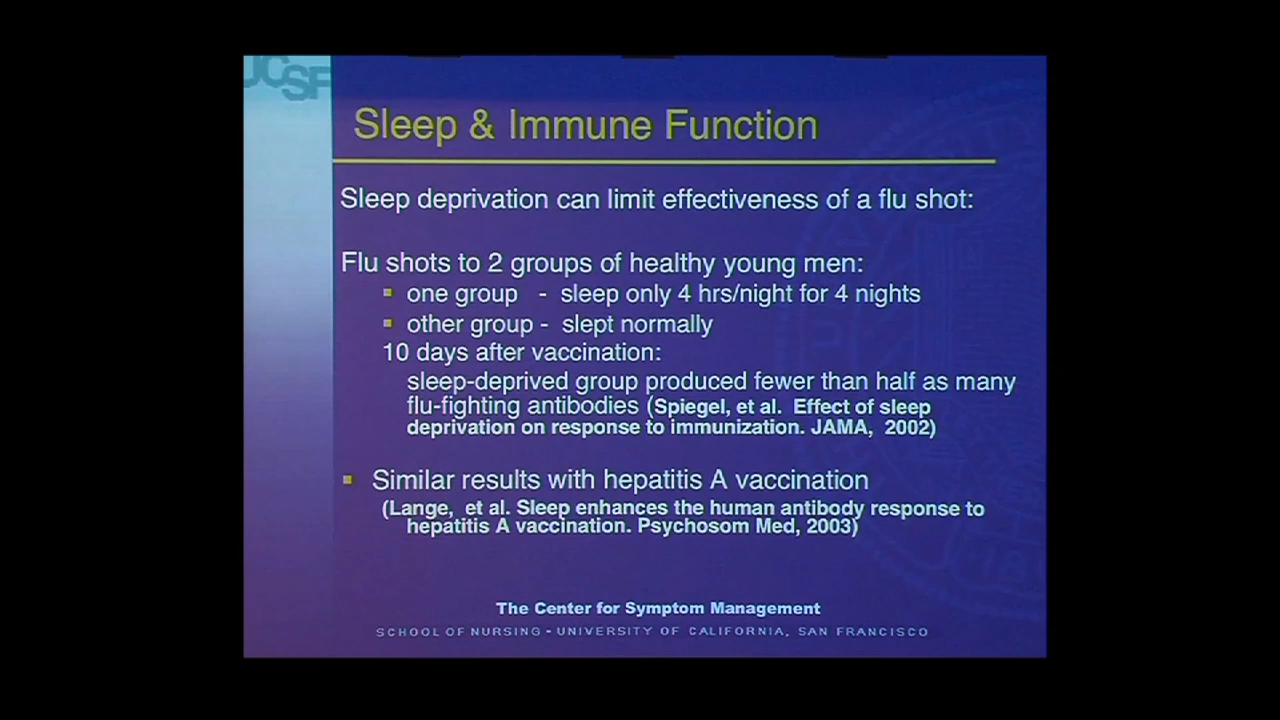 UCSF
Sleep & Immune Function
Sleep deprivation can limit effectiveness of a flu shot:
Flu shots to 2 groups of healthy young men:
one group - sleep only 4 hrs/night for 4 nights
other group - slept normally
10 days after vaccination:
sleep-deprived group produced fewer than half as many
flu-fighting antibodies (Spiegel, et al. Effect of sleep
deprivation on response to immunization. JAMA, 2002)
Similar results with hepatitis A vaccination
(Lange, et al. Sleep enhances the human antibody response to
hepatitis A vaccination. Psychosom Med, 2003)
The Center for Symptom Management
SCHOOL OF NURSING - UNIVERSITY OF CALIFORNIA, SAN FRANCISCO